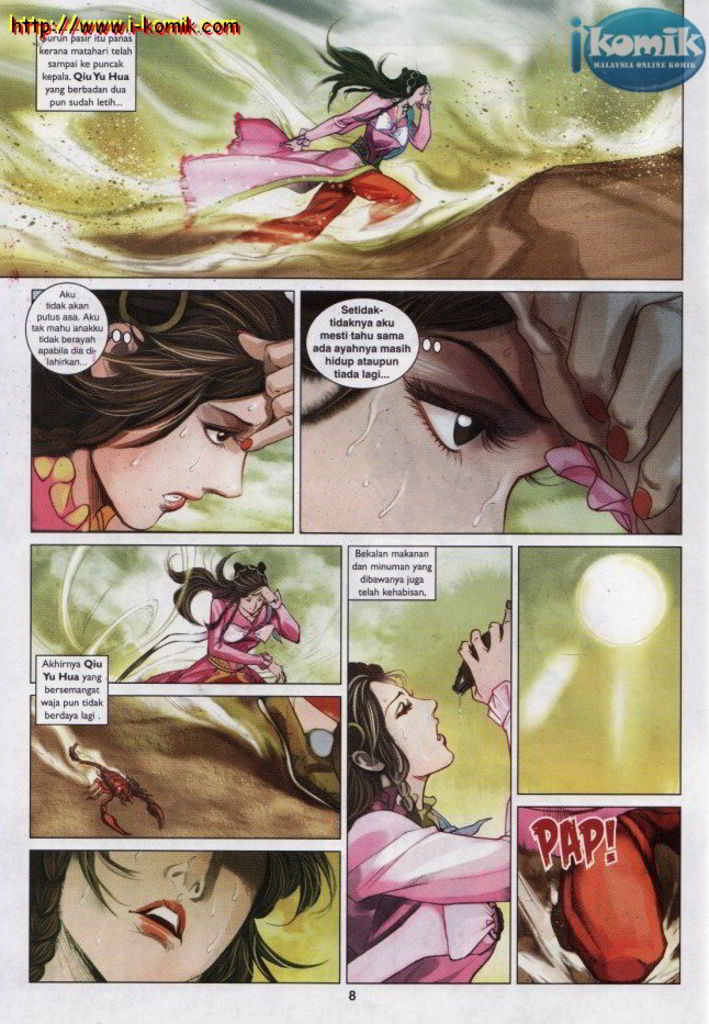 http://www.i-komik.com
ikomik
MALAYSIA ONLINE KOMIK
Gurun pasir itu panas
kerana matahari telah
sampai ke puncak
kepala. Qiu Yu Hua
yang berbadan dua
pun sudah letih...
Aku
tidak akan
putus asa. Aku
tak mahu anakku
tidak berayah
apabila dia di-
lahirkan...
Setidak-
tidaknya aku
mesti tahu sama
ada ayahnya masih
hidup ataupun
tiada lagi...
Akhirnya Qiu
Yu Hua yang
bersemangat
waja pun tidak
berdaya lagi .
Bekalan makanan
dan minuman yang
dibawanya juga
telah kehabisan.
PAP!
8